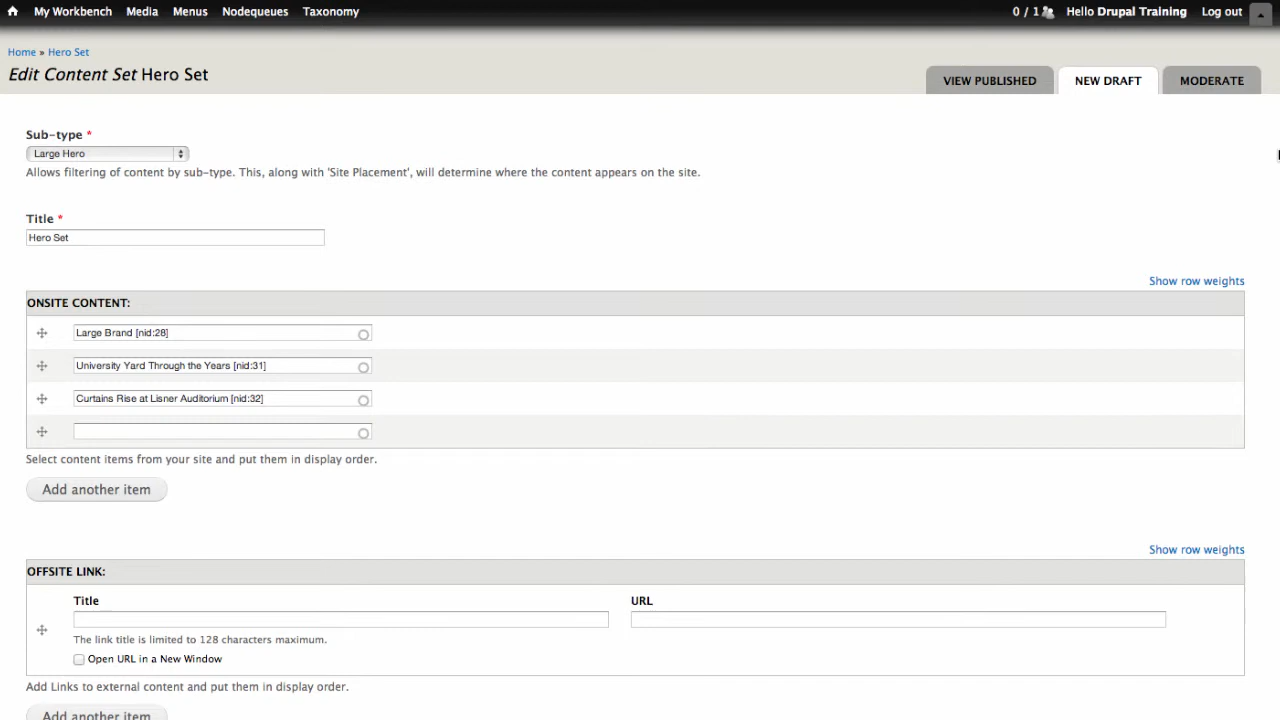 My Workbench Media Menus Nodequeues Taxonomy 0 / 1 Hello Drupal Training Log out
Home » Hero Set
Edit Content Set Hero Set
VIEW PUBLISHED NEW DRAFT MODERATE
Sub-type *
Large Hero
Allows filtering of content by sub-type. This, along with 'Site Placement', will determine where the content appears on the site.
Title *
Hero Set
Show row weights
ONSITE CONTENT:
Large Brand [nid:28]
University Yard Through the Years [nid:31]
Curtains Rise at Lisner Auditorium [nid:32]
Select content items from your site and put them in display order.
Add another item
Show row weights
OFFSITE LINK:
Title URL
The link title is limited to 128 characters maximum.
Open URL in a New Window
Add Links to external content and put them in display order.
Add another item